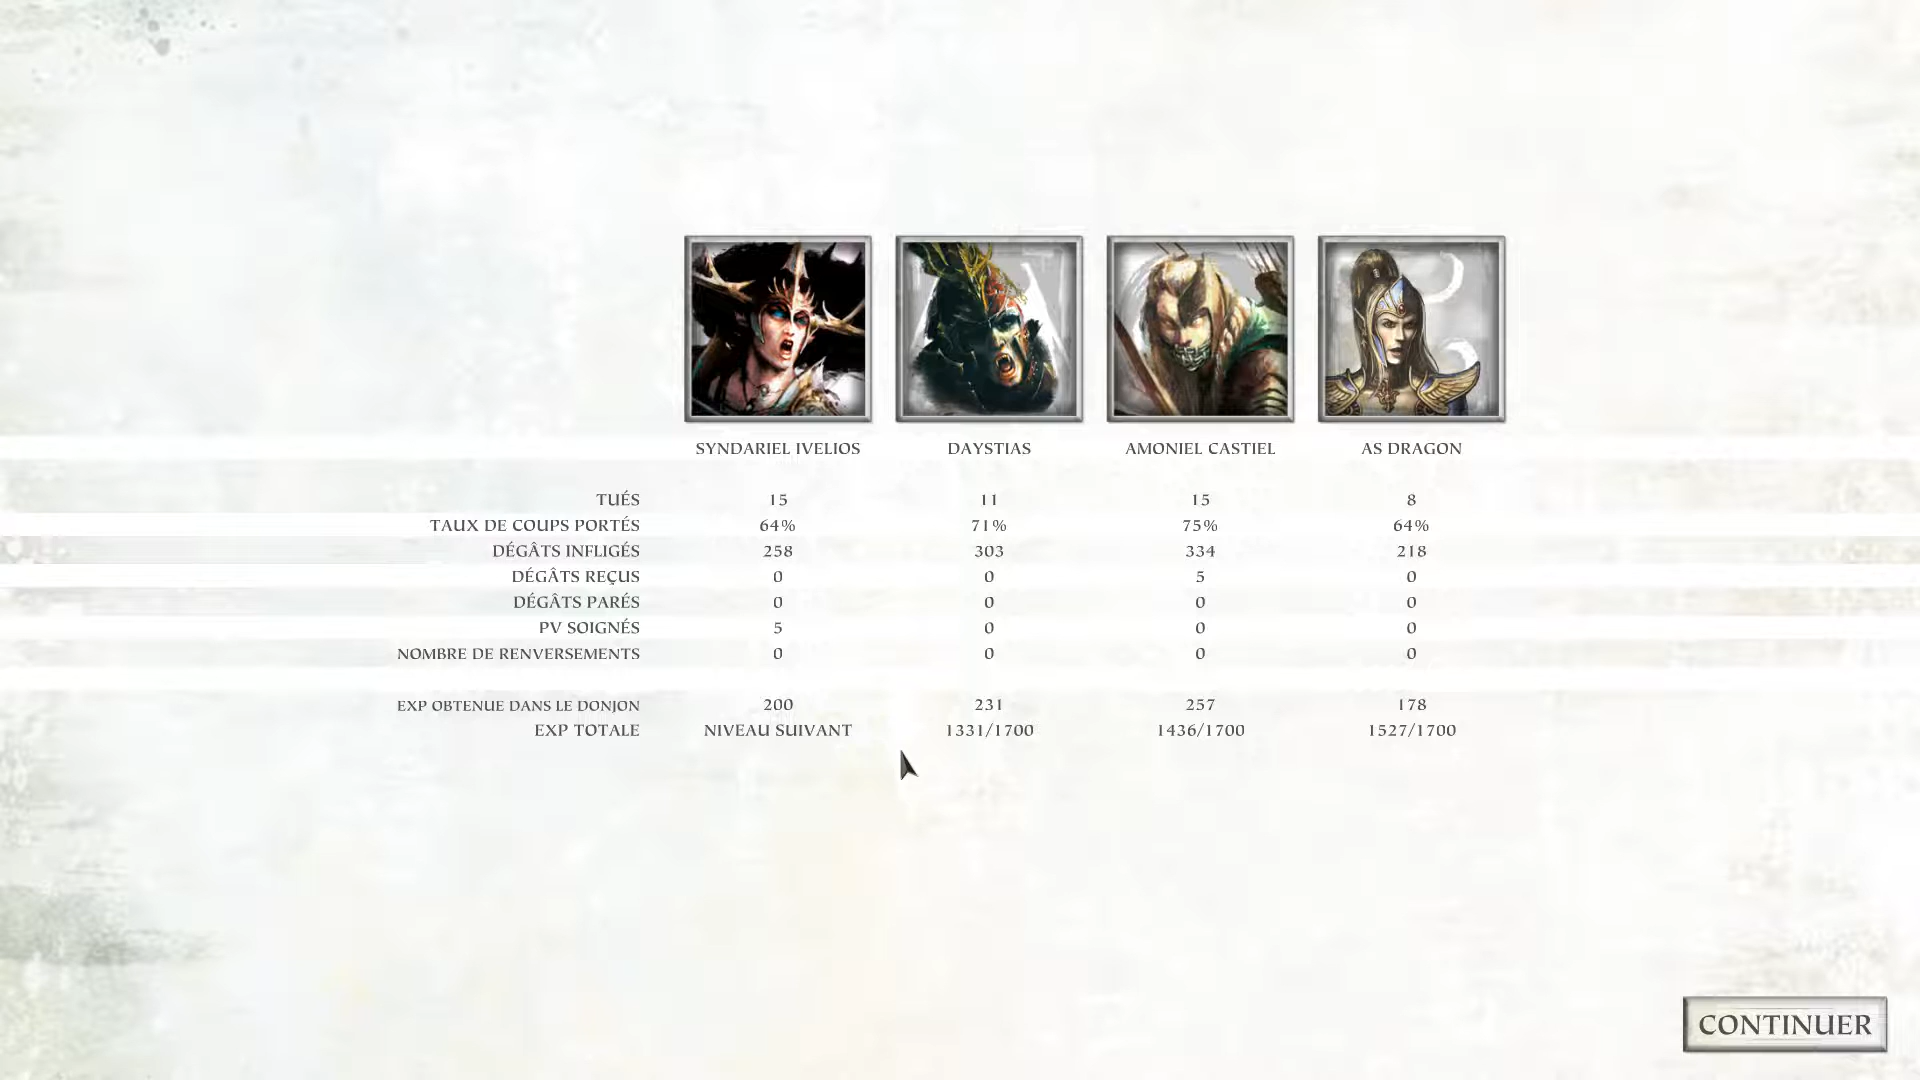 SYNDARIEL IVELIOS DAYSTIAS AMONIEL CASTIEL AS DRAGON
TUÉS 15 11 15 8
TAUX DE COUPS PORTÉS 64% 71% 75% 64%
DÉGÂTS INFLIGÉS 258 303 334 218
DÉGÂTS REÇUS 0 0 5 0
DÉGÂTS PARÉS 0 0 0 0
PV SOIGNÉS 5 0 0 0
NOMBRE DE RENVERSEMENTS 0 0 0 0
EXP OBTENUE DANS LE DONJON 200 231 257 178
EXP TOTALE NIVEAU SUIVANT 1331/1700 1436/1700 1527/1700
CONTINUER